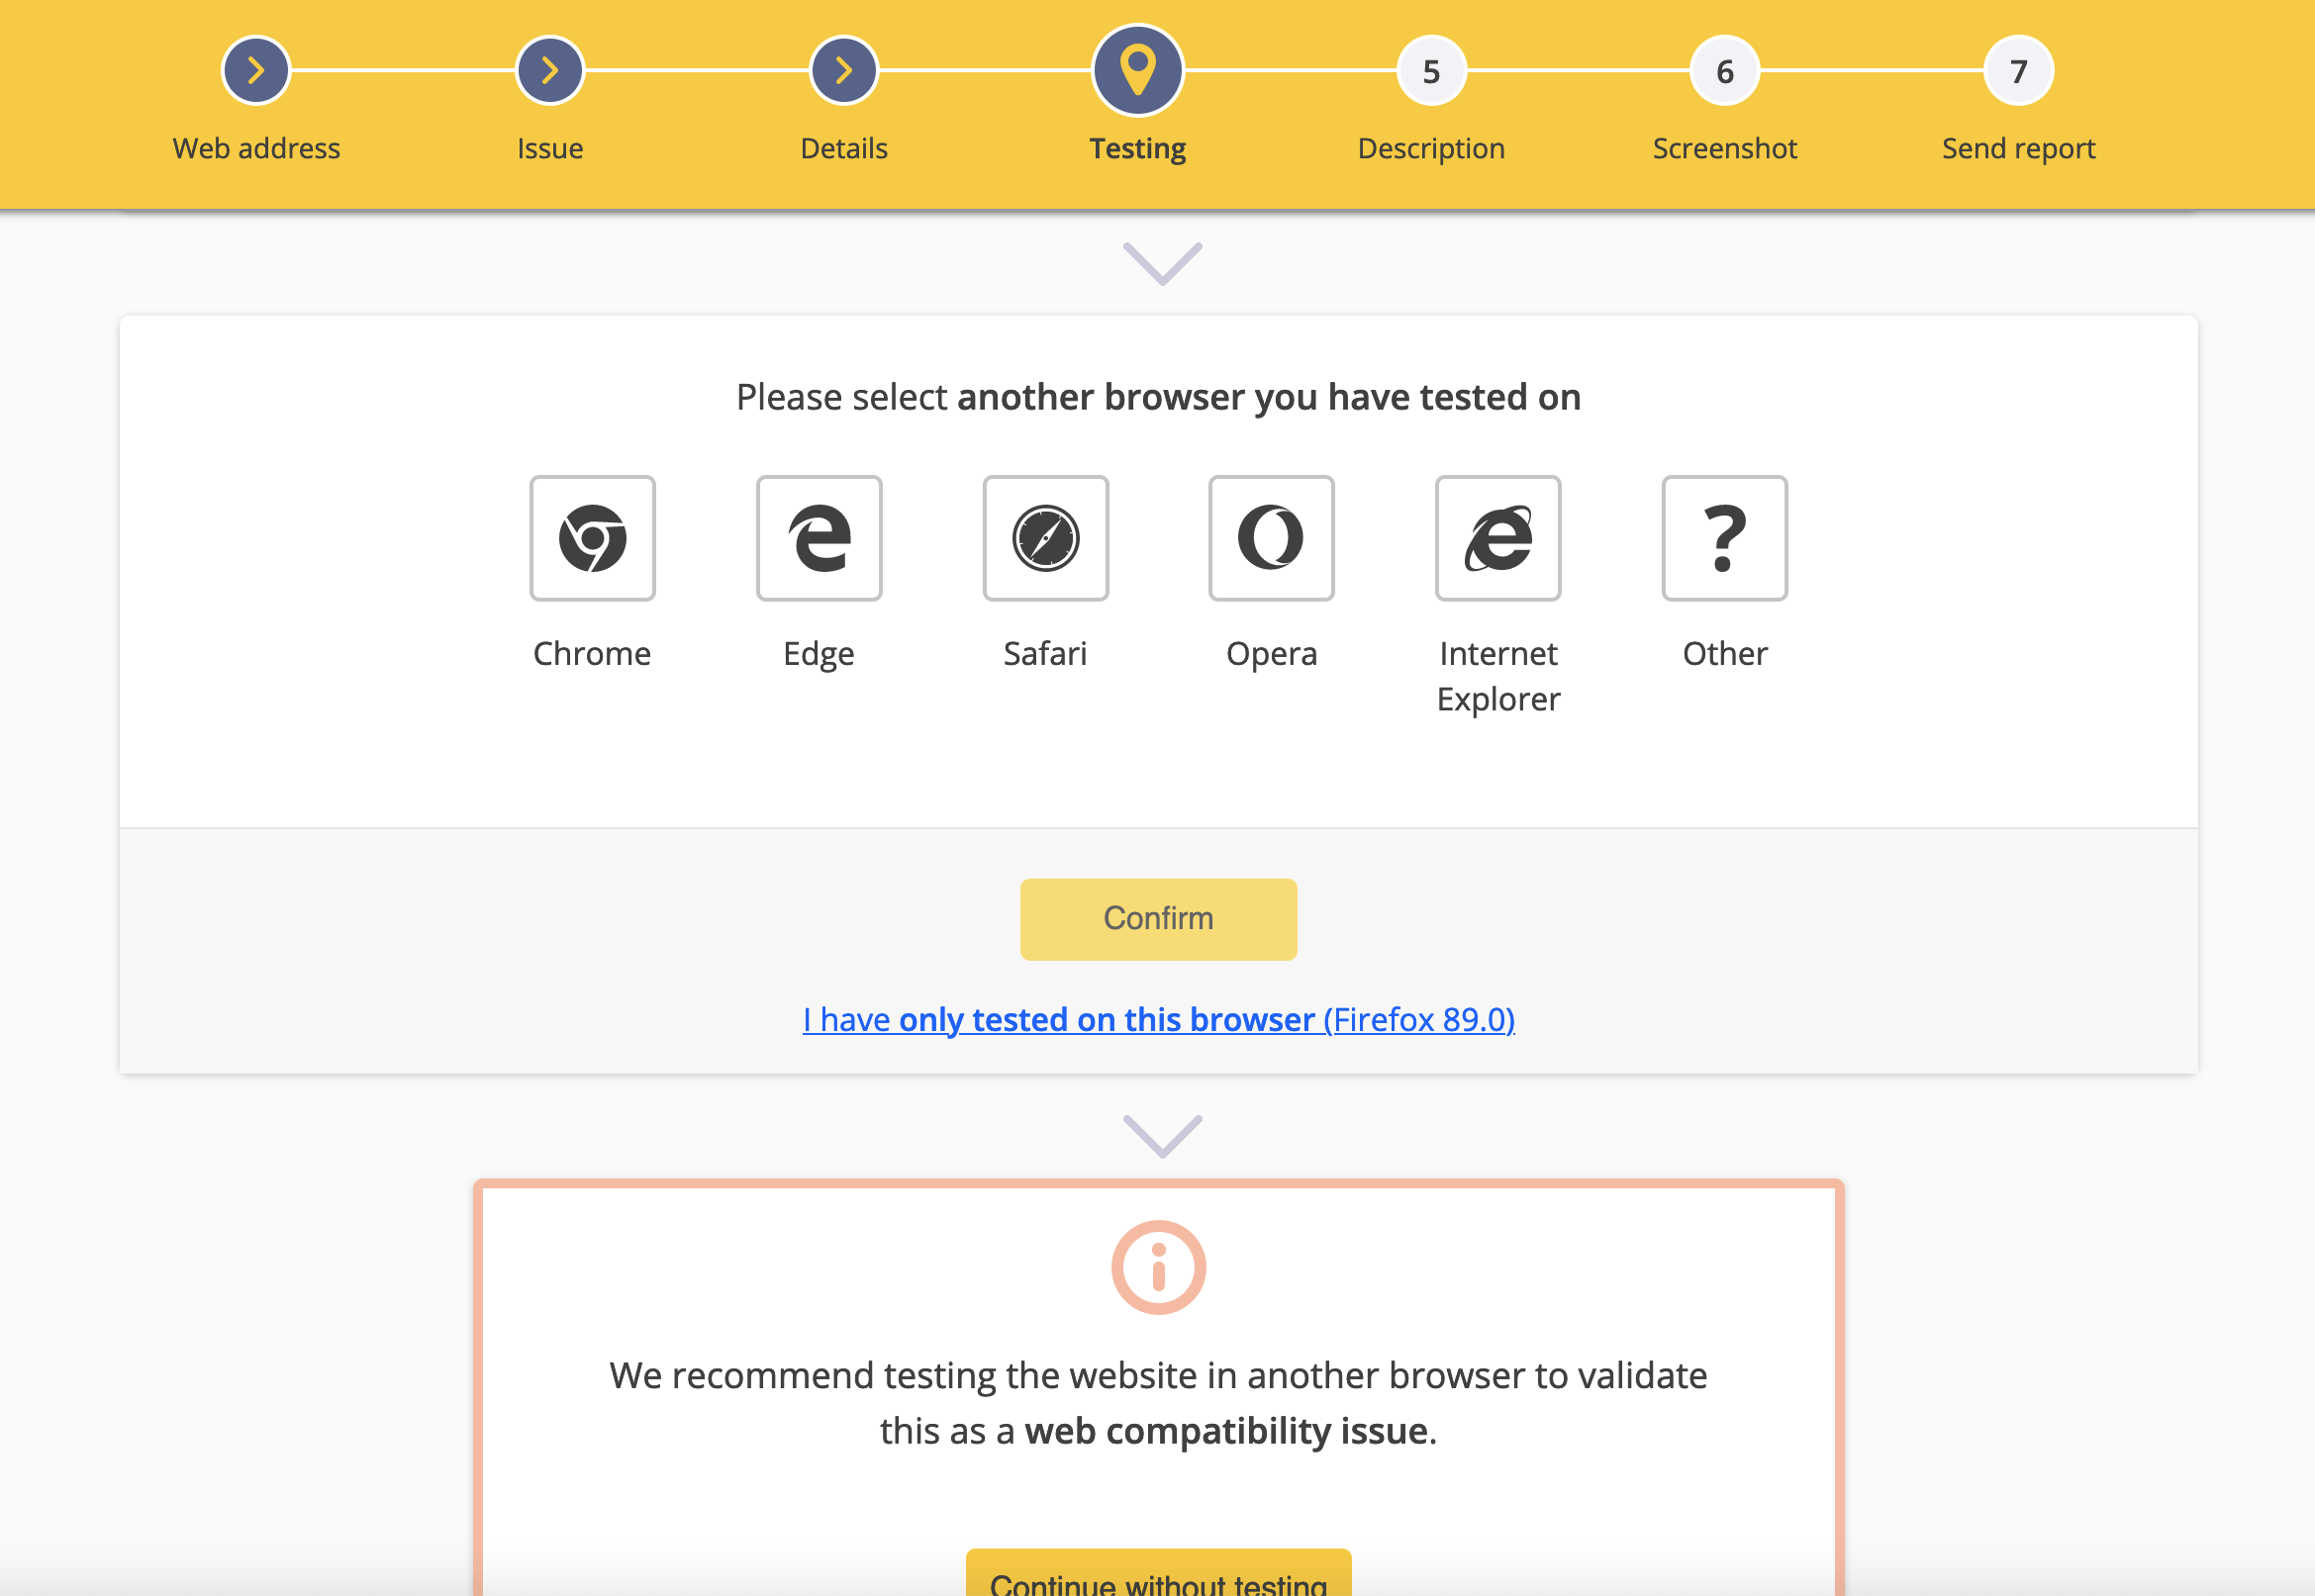 5
6
7
Web address
Issue
Details
Testing
Description
Screenshot
Send report
Please select another browser you have tested on
Chrome
Edge
Safari
Opera
Internet
Explorer
Other
Confirm
I have only tested on this browser (Firefox 89.0)
We recommend testing the website in another browser to validate
this as a web compatibility issue.
Continue without testing